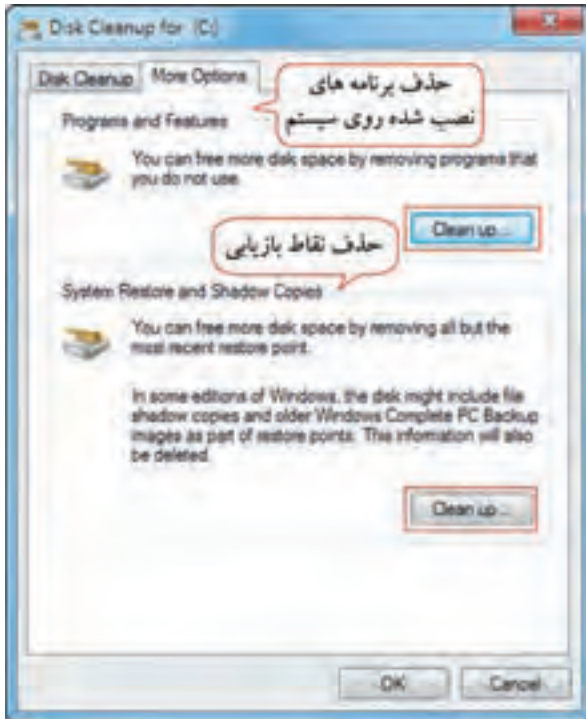 Disk Cleanup for (C:)
Disk Cleanup
More Options
حذف برنامه های
نصب شده روی سیستم
Programs and Features
You can free more disk space by removing programs that
you do not use.
Clean up...
حذف نقاط بازیابی
System Restore and Shadow Copies
You can free more disk space by removing all but the
most recent restore point.
In some editions of Windows, the disk might include file
shadow copies and older Windows Complete PC Backup
images as part of restore points. This information will also
be deleted.
Clean up...
OK
Cancel